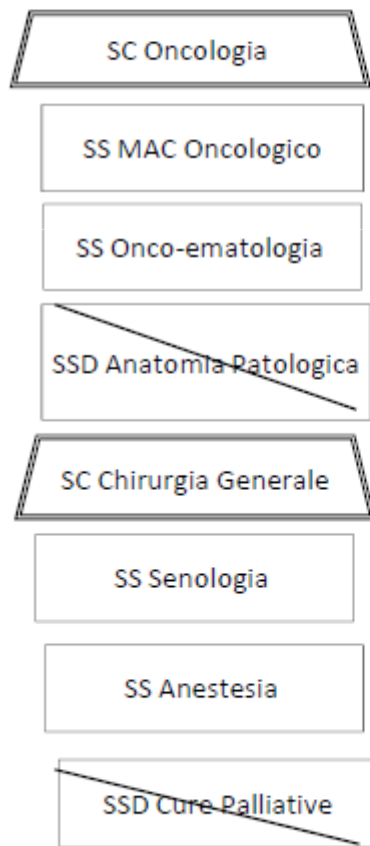 SC Oncologia
SS MAC Oncologico
SS Onco-ematologia
SSD Anatomia Patologica
SC Chirurgia Generale
SS Senologia
SS Anestesia
SSD Cure Palliative